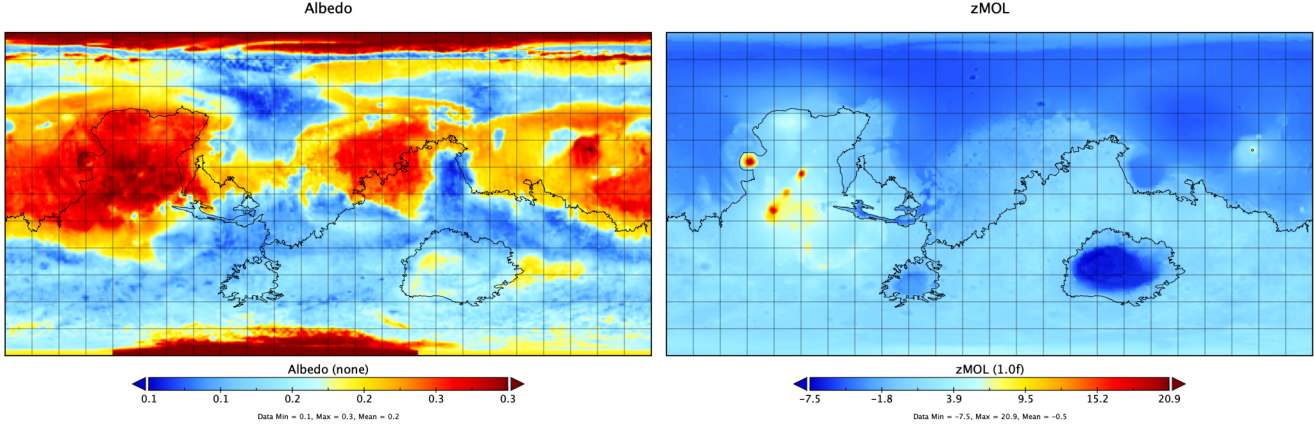 Albedo
Albedo (none)
0.1 0.1 0.2 0.2 0.2 0.3 0.3
Data Min = 0.1, Max = 0.3, Mean = 0.2
zMOL
zMOL (1.0f)
−7.5 −1.8 3.9 9.5 15.2 20.9
Data Min = −7.5, Max = 20.9, Mean = −0.5